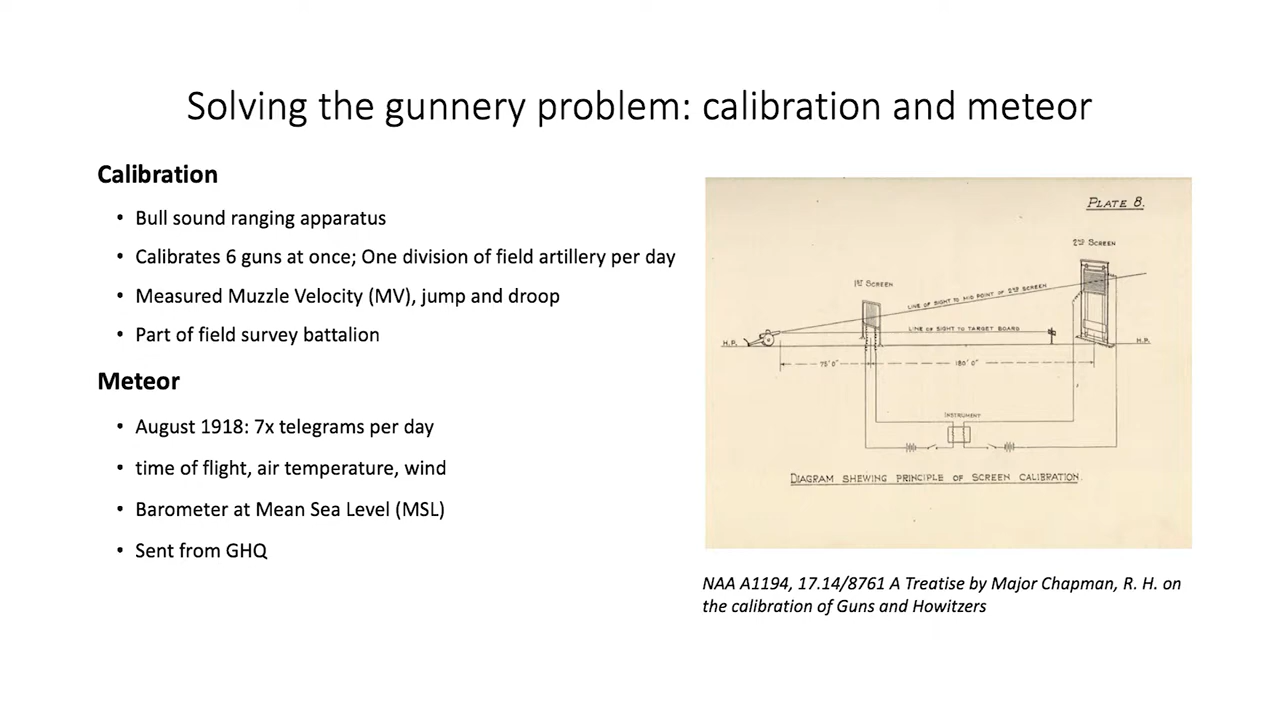 Solving the gunnery problem: calibration and meteor
Calibration
• Bull sound ranging apparatus
• Calibrates 6 guns at once; One division of field artillery per day
• Measured Muzzle Velocity (MV), jump and droop
• Part of field survey battalion
Meteor
• August 1918: 7x telegrams per day
• time of flight, air temperature, wind
• Barometer at Mean Sea Level (MSL)
• Sent from GHQ
PLATE 8.
2ND SCREEN
1ST SCREEN
LINE OF SIGHT TO MID POINT OF 2ND SCREEN
LINE OF SIGHT TO TARGET BOARD
H.P.
H.P.
75' 0"
180' 0"
INSTRUMENT
DIAGRAM SHEWING PRINCIPLE OF SCREEN CALIBRATION.
NAA A1194, 17.14/8761 A Treatise by Major Chapman, R. H. on
the calibration of Guns and Howitzers